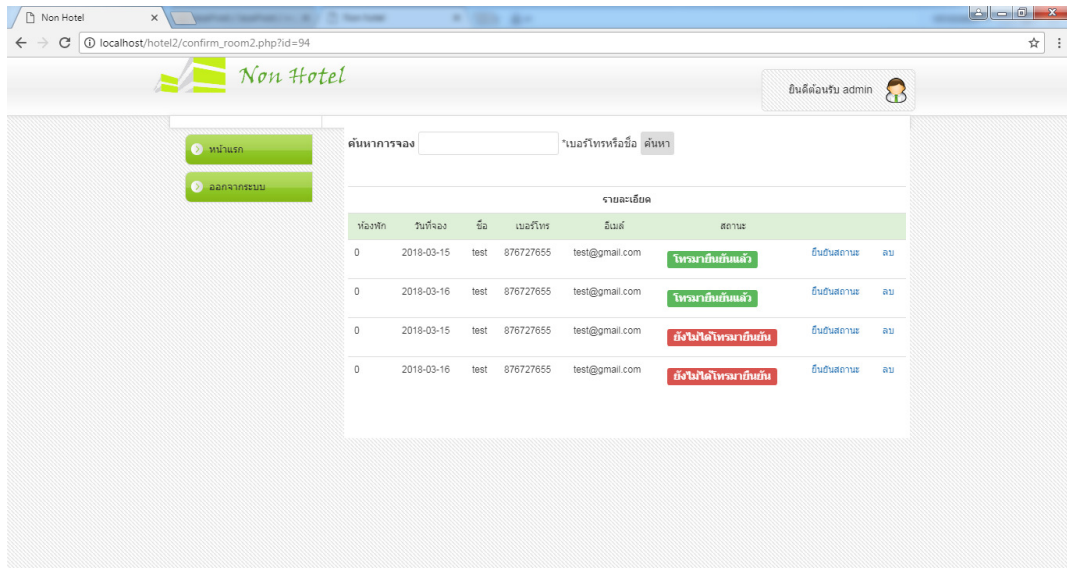 Non Hotel
localhost/hotel2/confirm_room2.php?id=94
Non Hotel
ยินดีต้อนรับ admin
หน้าแรก
ออกจากระบบ
ค้นหาการจอง *เบอร์โทรหรือชื่อ ค้นหา
รายละเอียด
ห้องพัก วันที่จอง ชื่อ เบอร์โทร อีเมล์ สถานะ
0 2018-03-15 test 876727655 test@gmail.com โทรมายืนยันแล้ว ยืนยันสถานะ ลบ
0 2018-03-16 test 876727655 test@gmail.com โทรมายืนยันแล้ว ยืนยันสถานะ ลบ
0 2018-03-15 test 876727655 test@gmail.com ยังไม่ได้โทรมายืนยัน ยืนยันสถานะ ลบ
0 2018-03-16 test 876727655 test@gmail.com ยังไม่ได้โทรมายืนยัน ยืนยันสถานะ ลบ